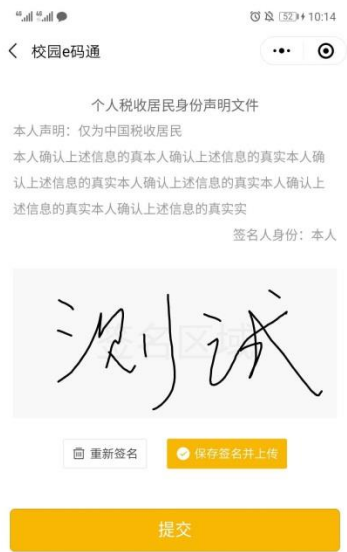 52 10:14
校园e码通
个人税收居民身份声明文件
本人声明：仅为中国税收居民
本人确认上述信息的真本人确认上述信息的真实本人确
认上述信息的真实本人确认上述信息的真实本人确认上
述信息的真实本人确认上述信息的真实实
签名人身份：本人
签名区域
测试
重新签名
保存签名并上传
提交